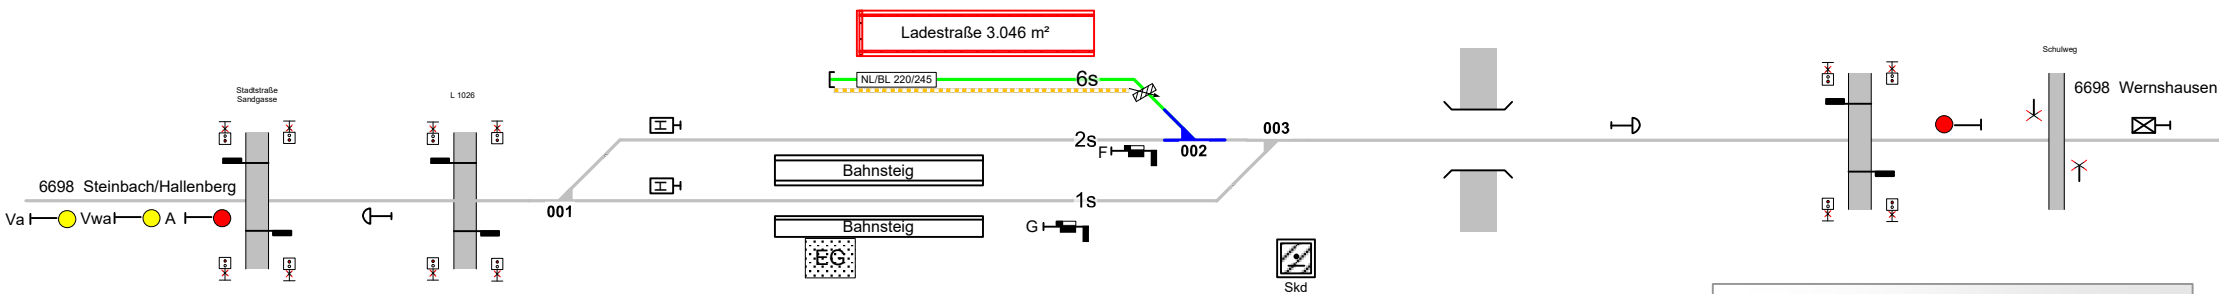 Ladestraße 3.046 m²
Schulweg
NL/BL 220/245
6s
Stadtstraße
Sandgasse
L 1026
6698 Wernshausen
003
2s
F
002
Bahnsteig
6698 Steinbach/Hallenberg
1s
001
Va
Vwa
A
Bahnsteig
G
EG
Skd